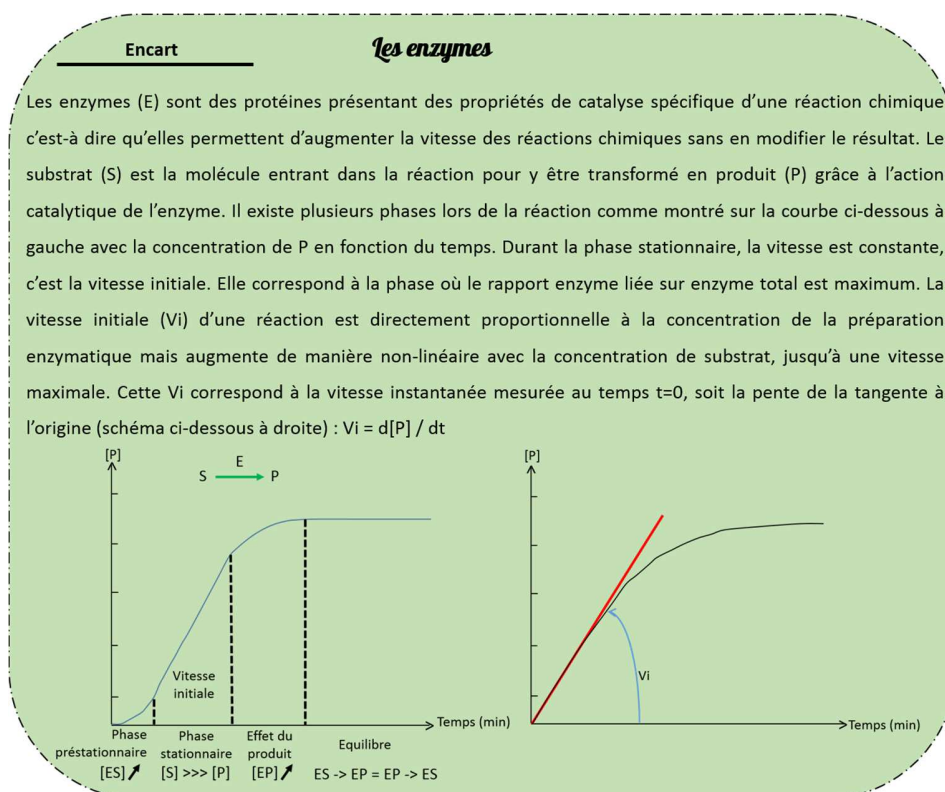 Encart
Les enzymes
Les enzymes (E) sont des protéines présentant des propriétés de catalyse spécifique d’une réaction chimique
c’est-à dire qu’elles permettent d’augmenter la vitesse des réactions chimiques sans en modifier le résultat. Le
substrat (S) est la molécule entrant dans la réaction pour y être transformé en produit (P) grâce à l’action
catalytique de l’enzyme. Il existe plusieurs phases lors de la réaction comme montré sur la courbe ci-dessous à
gauche avec la concentration de P en fonction du temps. Durant la phase stationnaire, la vitesse est constante,
c’est la vitesse initiale. Elle correspond à la phase où le rapport enzyme liée sur enzyme total est maximum. La
vitesse initiale (Vi) d’une réaction est directement proportionnelle à la concentration de la préparation
enzymatique mais augmente de manière non-linéaire avec la concentration de substrat, jusqu’à une vitesse
maximale. Cette Vi correspond à la vitesse instantanée mesurée au temps t=0, soit la pente de la tangente à
l’origine (schéma ci-dessous à droite) : Vi = d[P] / dt
[P]
E
S P
Vitesse
initiale
Temps (min)
Phase
préstationnaire
[ES]
Phase
stationnaire
[S] >>> [P]
Effet du
produit
[EP]
Equilibre
ES -> EP = EP -> ES
[P]
Vi
Temps (min)